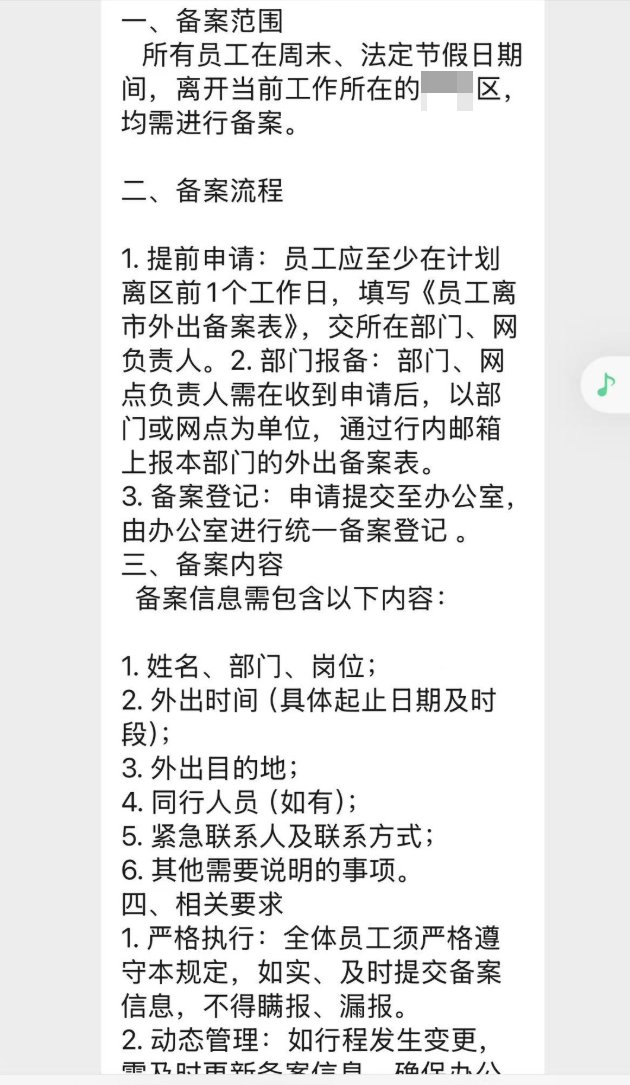 一、备案范围
所有员工在周末、法定节假日期
间，离开当前工作所在的区，
均需进行备案。
二、备案流程
1. 提前申请：员工应至少在计划
离区前1个工作日，填写《员工离
市外出备案表》，交所在部门、网
负责人。2. 部门报备：部门、网
点负责人需在收到申请后，以部
门或网点为单位，通过行内邮箱
上报本部门的外出备案表。
3. 备案登记：申请提交至办公室，
由办公室进行统一备案登记 。
三、备案内容
备案信息需包含以下内容：
1. 姓名、部门、岗位；
2. 外出时间（具体起止日期及时
段）；
3. 外出目的地；
4. 同行人员（如有）；
5. 紧急联系人及联系方式；
6. 其他需要说明的事项。
四、相关要求
1. 严格执行：全体员工须严格遵
守本规定，如实、及时提交备案
信息，不得瞒报、漏报。
2. 动态管理：如行程发生变更，
需及时更新备案信息，确保办公